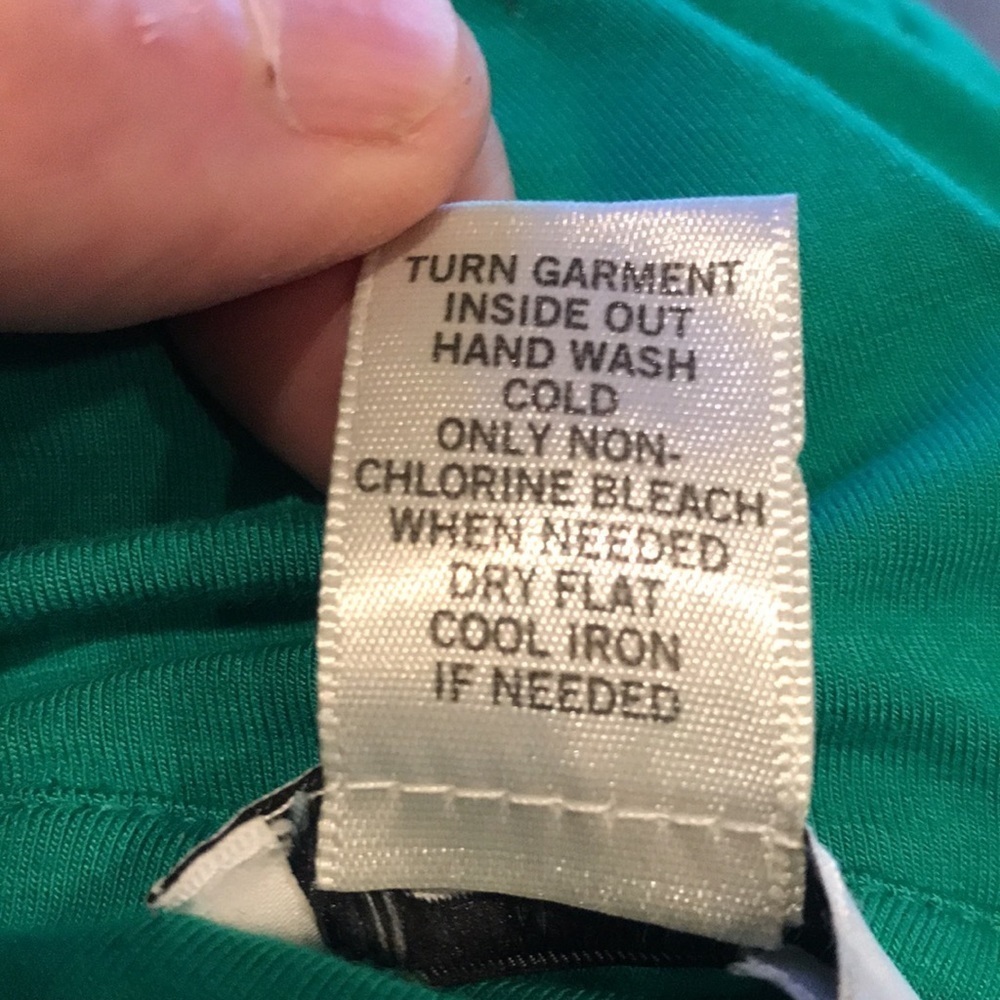 TURN GARMENT
INSIDE OUT
HAND WASH
COLD
ONLY NON-
CHLORINE BLEACH
WHEN NEEDED
DRY FLAT
COOL IRON
IF NEEDED